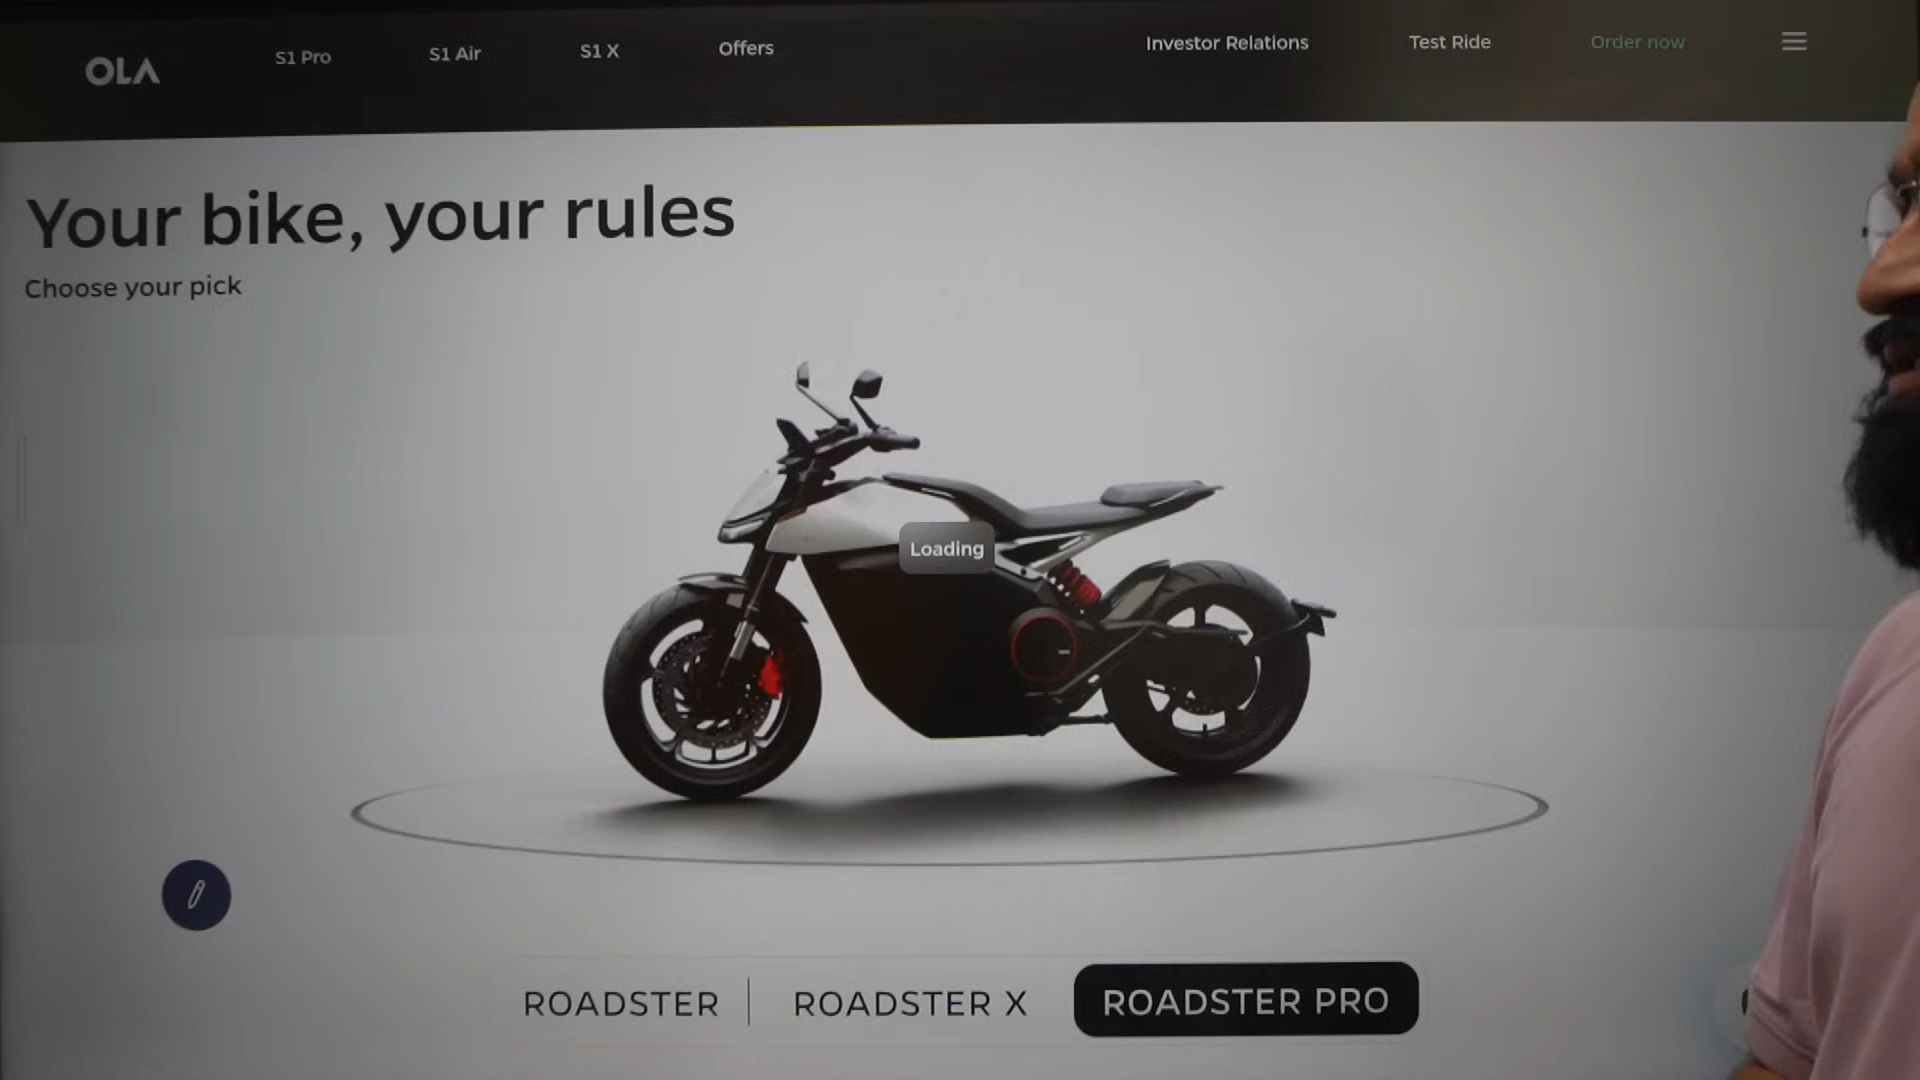 OLA
S1 Pro
S1 Air
S1 X
Offers
Investor Relations
Test Ride
Order now
Your bike, your rules
Choose your pick
Loading
ROADSTER
ROADSTER X
ROADSTER PRO